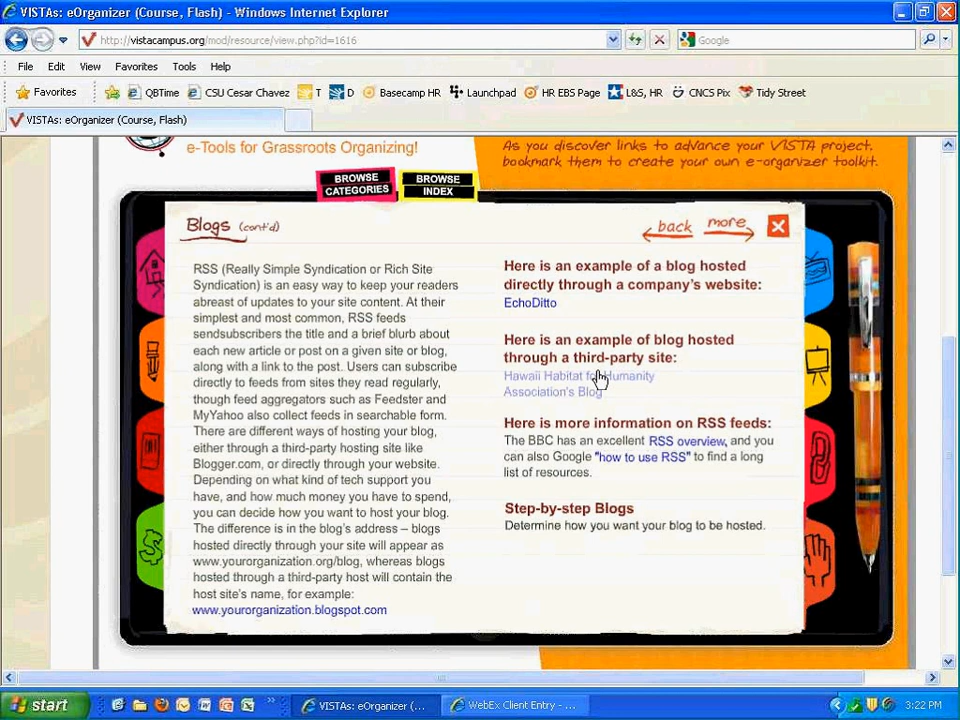 VISTAs: eOrganizer (Course, Flash) - Windows Internet Explorer
http://vistacampus.org/mod/resource/view.php?id=1616
Google
File Edit View Favorites Tools Help
Favorites QBTime CSU Cesar Chavez T D Basecamp HR Launchpad HR EBS Page L&S, HR CNCS Pix Tidy Street
VISTAs: eOrganizer (Course, Flash)
e-Tools for Grassroots Organizing!
As you discover links to advance your VISTA project,
bookmark them to create your own e-organizer toolkit.
BROWSE
CATEGORIES
BROWSE
INDEX
Blogs (cont'd)
back more
RSS (Really Simple Syndication or Rich Site
Syndication) is an easy way to keep your readers
abreast of updates to your site content. At their
simplest and most common, RSS feeds
sendsubscribers the title and a brief blurb about
each new article or post on a given site or blog,
along with a link to the post. Users can subscribe
directly to feeds from sites they read regularly,
though feed aggregators such as Feedster and
MyYahoo also collect feeds in searchable form.
There are different ways of hosting your blog,
either through a third-party hosting site like
Blogger.com, or directly through your website.
Depending on what kind of tech support you
have, and how much money you have to spend,
you can decide how you want to host your blog.
The difference is in the blog's address – blogs
hosted directly through your site will appear as
www.yourorganization.org/blog, whereas blogs
hosted through a third-party host will contain the
host site's name, for example:
www.yourorganization.blogspot.com
Here is an example of a blog hosted
directly through a company's website:
EchoDitto
Here is an example of blog hosted
through a third-party site:
Hawaii Habitat for Humanity
Association's Blog
Here is more information on RSS feeds:
The BBC has an excellent RSS overview, and you
can also Google "how to use RSS" to find a long
list of resources.
Step-by-step Blogs
Determine how you want your blog to be hosted.
start
VISTAs: eOrganizer (...
WebEx Client Entry - ...
3:22 PM